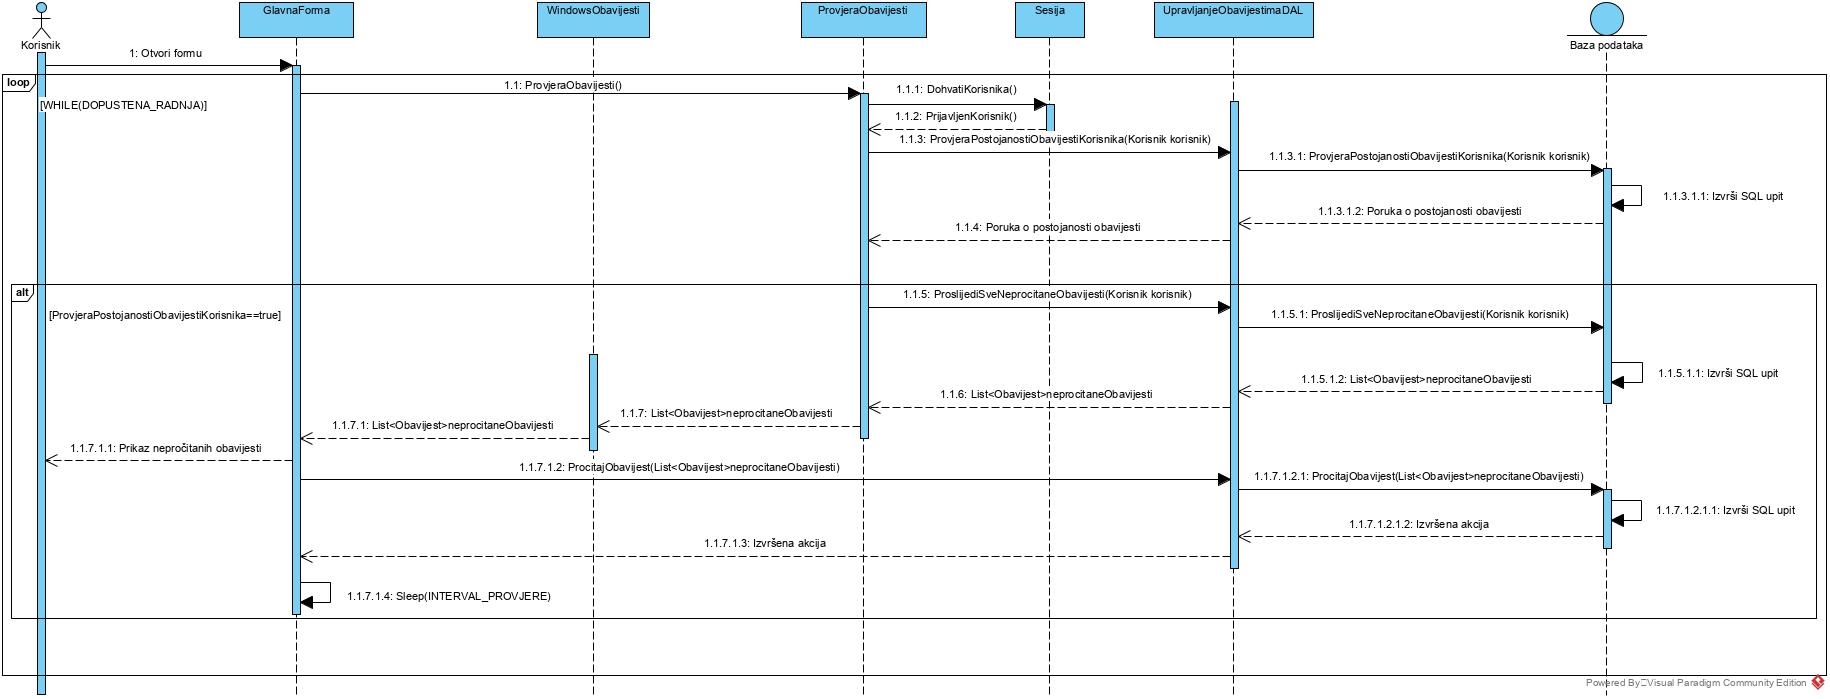 Korisnik
GlavnaForma
WindowsObavijesti
ProvjeraObavijesti
Sesija
UpravljanjeObavijestimaDAL
Baza podataka
1: Otvori formu
loop
[WHILE(DOPUSTENA_RADNJA)]
1.1: ProvjeraObavijesti()
1.1.1: DohvatiKorisnika()
1.1.2: PrijavljenKorisnik()
1.1.3: ProvjeraPostojanostiObavijestiKorisnika(Korisnik korisnik)
1.1.3.1: ProvjeraPostojanostiObavijestiKorisnika(Korisnik korisnik)
1.1.3.1.1: Izvrši SQL upit
1.1.3.1.2: Poruka o postojanosti obavijesti
1.1.4: Poruka o postojanosti obavijesti
alt
[ProvjeraPostojanostiObavijestiKorisnika==true]
1.1.5: ProslijediSveNeprocitaneObavijesti(Korisnik korisnik)
1.1.5.1: ProslijediSveNeprocitaneObavijesti(Korisnik korisnik)
1.1.5.1.1: Izvrši SQL upit
1.1.5.1.2: List<Obavijest>neprocitaneObavijesti
1.1.6: List<Obavijest>neprocitaneObavijesti
1.1.7: List<Obavijest>neprocitaneObavijesti
1.1.7.1: List<Obavijest>neprocitaneObavijesti
1.1.7.1.1: Prikaz nepročitanih obavijesti
1.1.7.1.2: ProcitajObavijest(List<Obavijest>neprocitaneObavijesti)
1.1.7.1.2.1: ProcitajObavijest(List<Obavijest>neprocitaneObavijesti)
1.1.7.1.2.1.1: Izvrši SQL upit
1.1.7.1.2.1.2: Izvršena akcija
1.1.7.1.3: Izvršena akcija
1.1.7.1.4: Sleep(INTERVAL_PROVJERE)
Powered By Visual Paradigm Community Edition